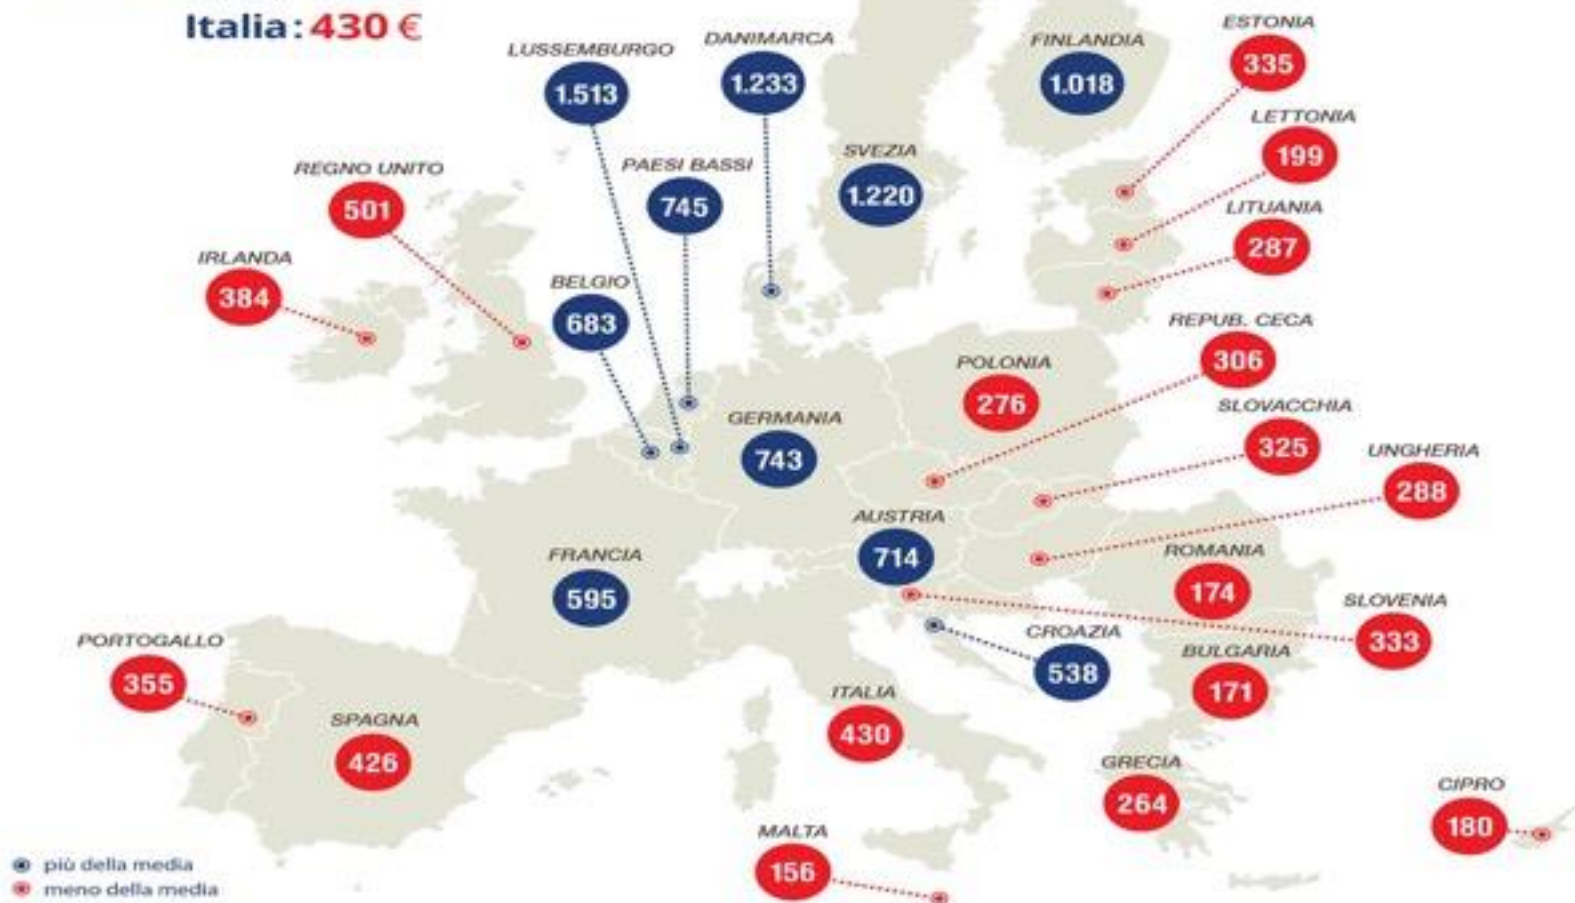 Italia: 430 €
ESTONIA
335
LUSSEMBURGO
1.513
DANIMARCA
1.233
FINLANDIA
1.018
LETTONIA
199
SVEZIA
1.220
PAESI BASSI
745
REGNO UNITO
501
LITUANIA
287
IRLANDA
384
BELGIO
683
REPUB. CECA
306
POLONIA
276
GERMANIA
743
SLOVACCHIA
325
UNGHERIA
288
AUSTRIA
714
FRANCIA
595
ROMANIA
174
SLOVENIA
333
CROAZIA
538
PORTOGALLO
355
BULGARIA
171
ITALIA
430
SPAGNA
426
GRECIA
264
CIPRO
180
MALTA
156
più della media
meno della media